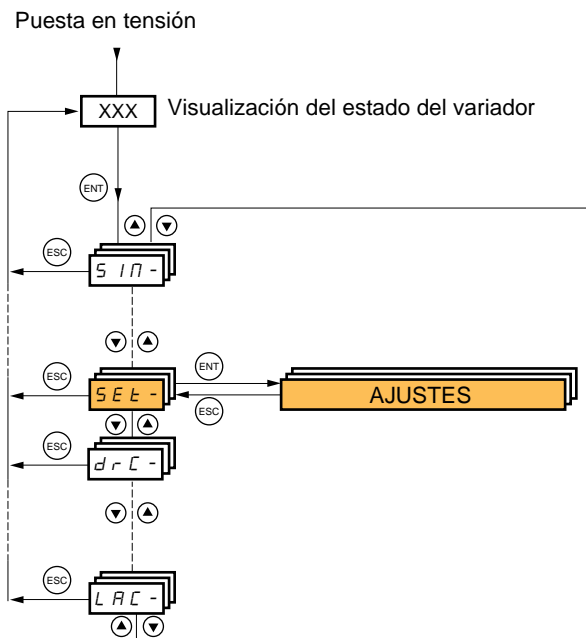 Puesta en tensión
XXX Visualización del estado del variador
ENT
ESC
SIM-
ESC ENT
SEt- AJUSTES
ESC
ESC
drC-
ESC
LAC-